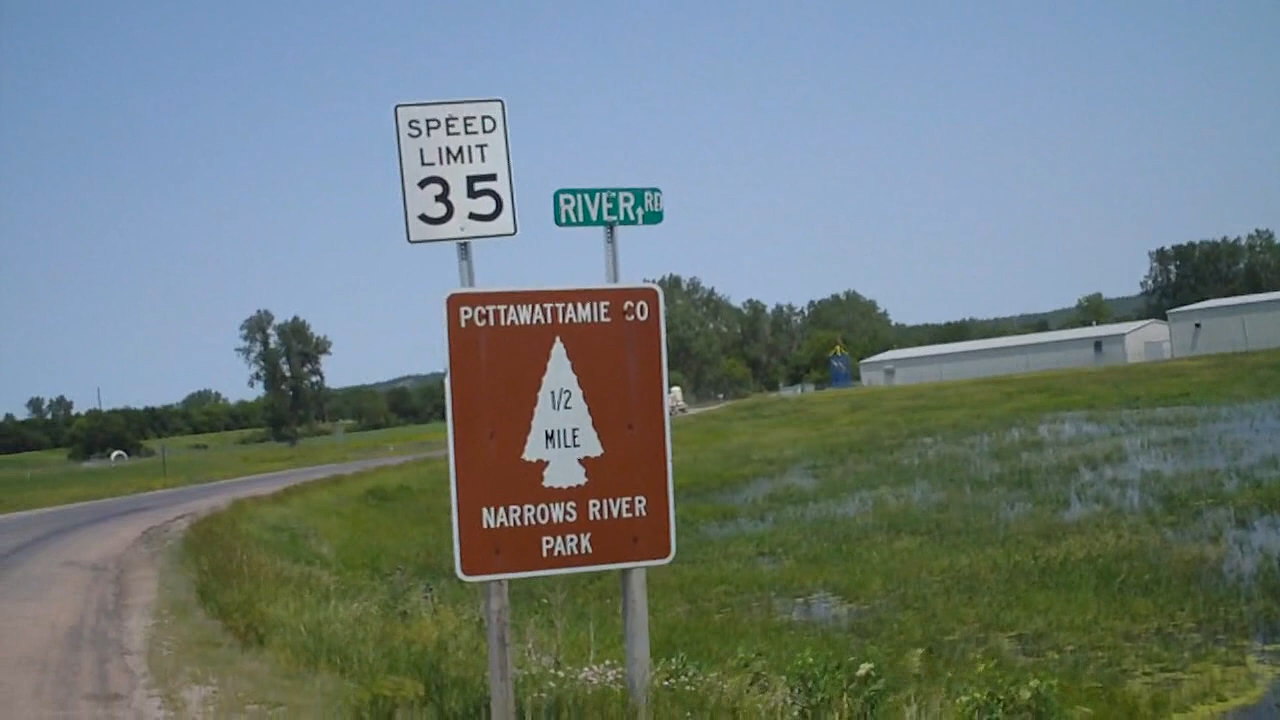 SPEED
LIMIT
35
RIVER RD
PCTTAWATTAMIE CO
1/2
MILE
NARROWS RIVER
PARK